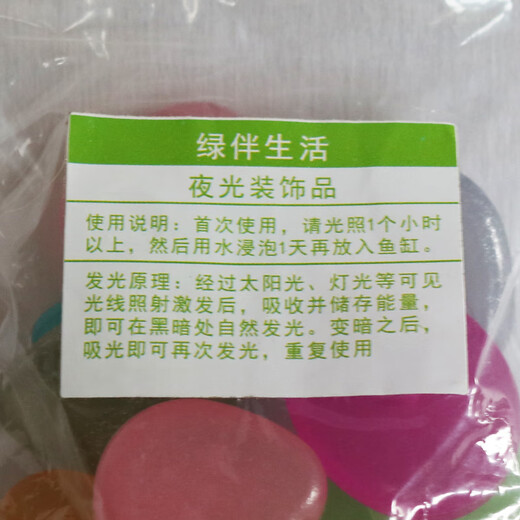 绿伴生活
夜光装饰品
使用说明：首次使用，请光照1个小时
以上，然后用水浸泡1天再放入鱼缸。
发光原理：经过太阳光、灯光等可见
光线照射激发后，吸收并储存能量，
即可在黑暗处自然发光。变暗之后，
吸光即可再次发光，重复使用